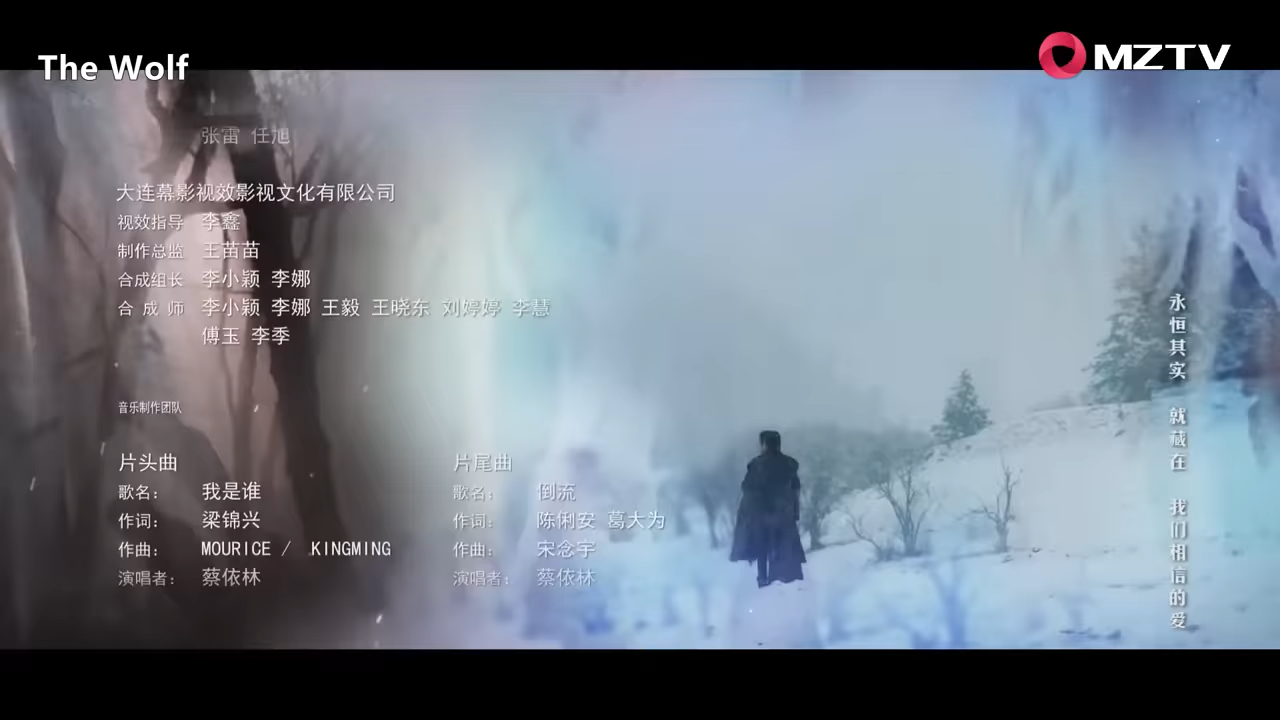 The Wolf
MZTV
张雷 任旭
大连幕影视效影视文化有限公司
视效指导 李鑫
制作总监 王苗苗
合成组长 李小颖 李娜
合 成 师 李小颖 李娜 王毅 王晓东 刘婷婷 李慧
傅玉 李季
音乐制作团队
片头曲
歌名： 我是谁
作词： 梁锦兴
作曲： MOURICE / KINGMING
演唱者： 蔡依林
片尾曲
歌名： 倒流
作词： 陈俐安 葛大为
作曲： 宋念宇
演唱者： 蔡依林
永恒其实 就藏在 我们相信的爱